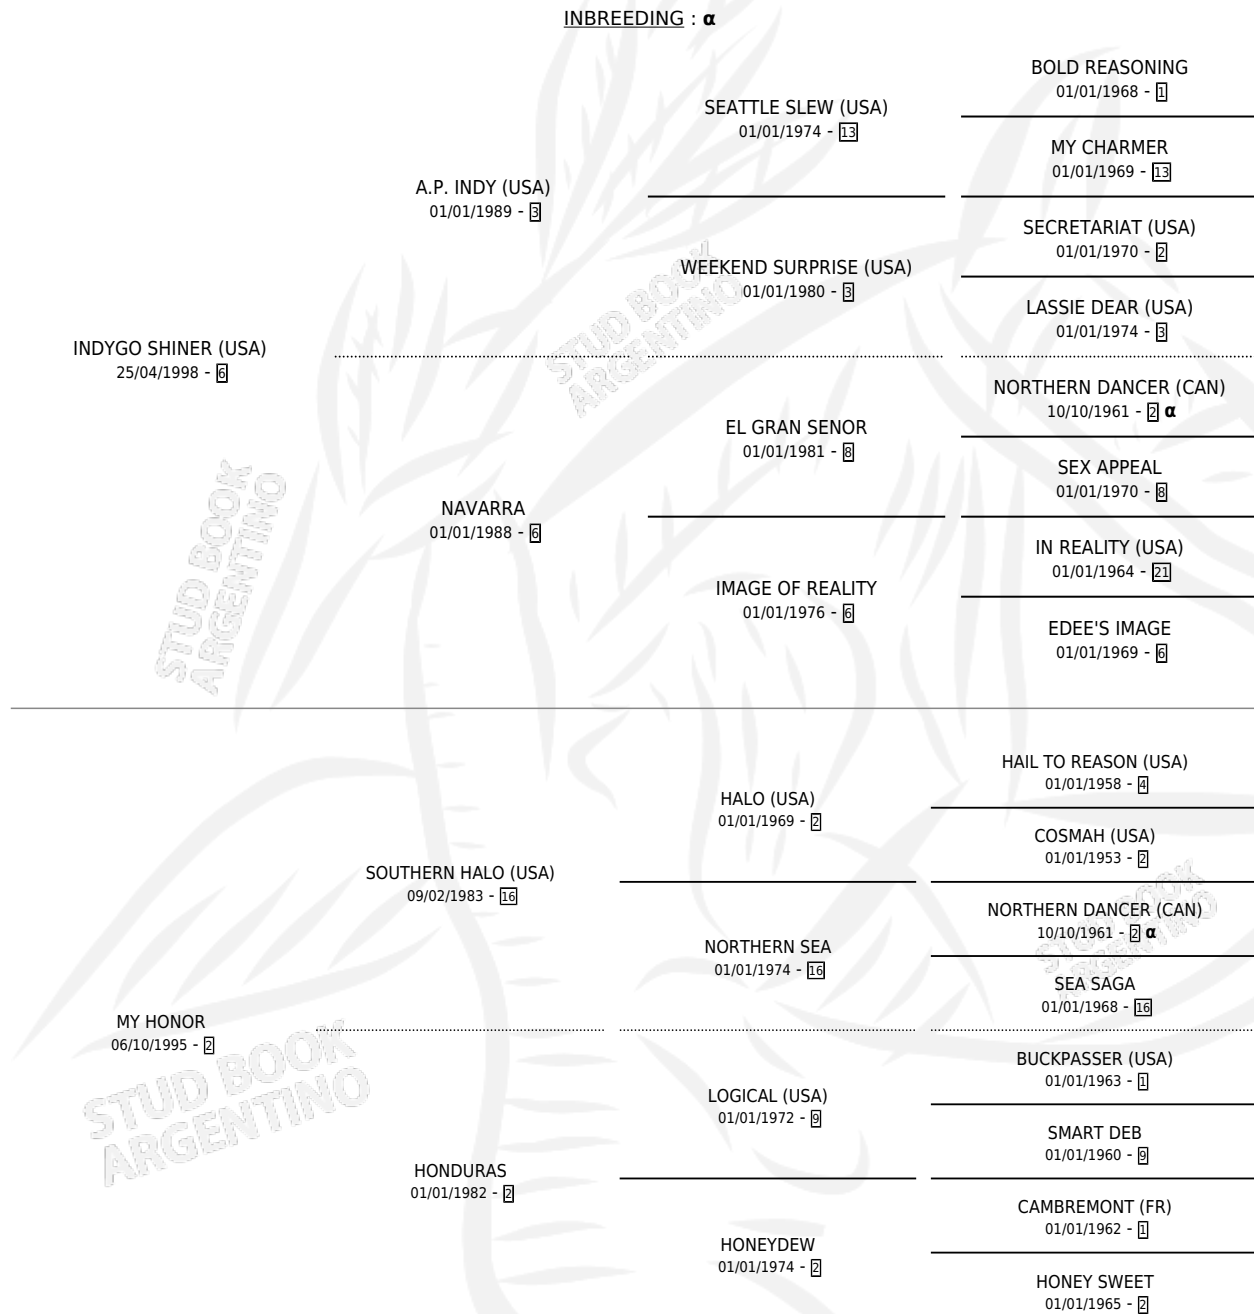 INBREEDING : α
BOLD REASONING
01/01/1968 - 1
SEATTLE SLEW (USA)
01/01/1974 - 13
MY CHARMER
01/01/1969 - 13
A.P. INDY (USA)
01/01/1989 - 3
SECRETARIAT (USA)
01/01/1970 - 2
WEEKEND SURPRISE (USA)
01/01/1980 - 3
LASSIE DEAR (USA)
01/01/1974 - 3
INDYGO SHINER (USA)
25/04/1998 - 6
NORTHERN DANCER (CAN)
10/10/1961 - 2 α
EL GRAN SENOR
01/01/1981 - 8
SEX APPEAL
01/01/1970 - 8
NAVARRA
01/01/1988 - 6
IN REALITY (USA)
01/01/1964 - 21
IMAGE OF REALITY
01/01/1976 - 6
EDEE'S IMAGE
01/01/1969 - 6
HAIL TO REASON (USA)
01/01/1958 - 4
HALO (USA)
01/01/1969 - 2
COSMAH (USA)
01/01/1953 - 2
SOUTHERN HALO (USA)
09/02/1983 - 16
NORTHERN DANCER (CAN)
10/10/1961 - 2 α
NORTHERN SEA
01/01/1974 - 16
SEA SAGA
01/01/1968 - 16
MY HONOR
06/10/1995 - 2
BUCKPASSER (USA)
01/01/1963 - 1
LOGICAL (USA)
01/01/1972 - 9
SMART DEB
01/01/1960 - 9
HONDURAS
01/01/1982 - 2
CAMBREMONT (FR)
01/01/1962 - 1
HONEYDEW
01/01/1974 - 2
HONEY SWEET
01/01/1965 - 2
STUD BOOK
ARGENTINO
STUD BOOK
ARGENTINO
STUD BOOK
ARGENTINO
STUD BOOK
ARGENTINO